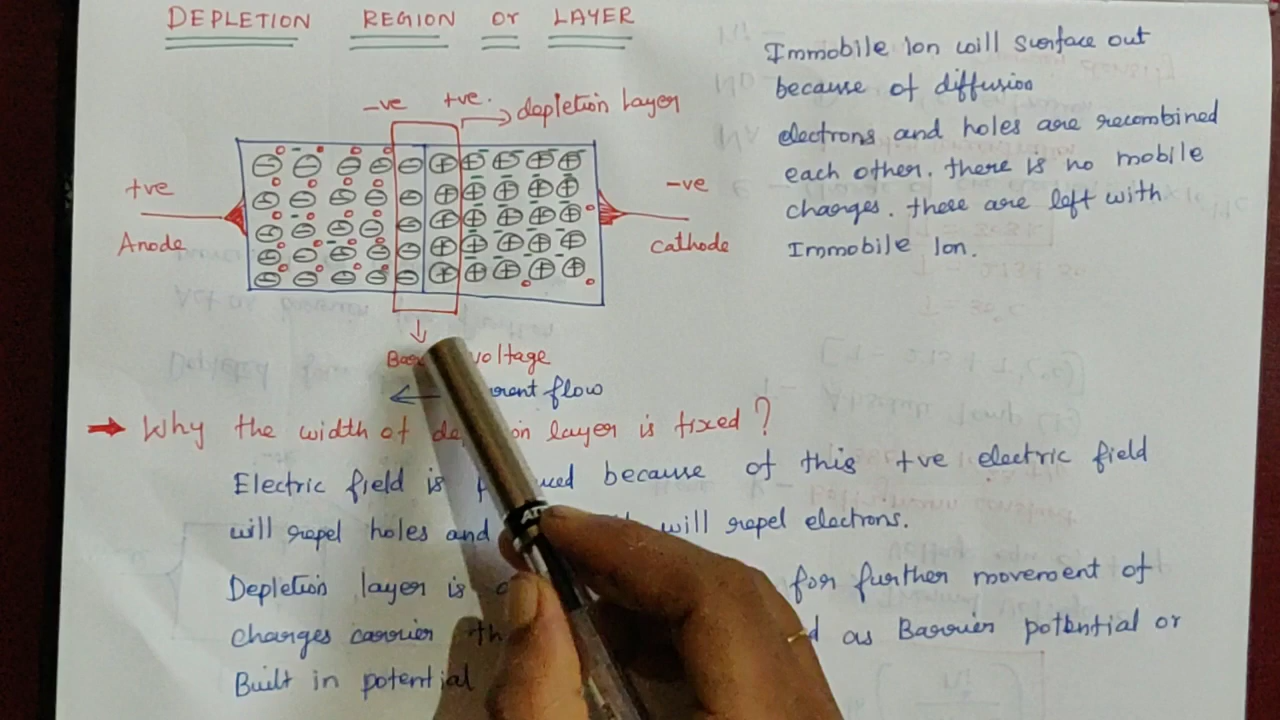 DEPLETION REGION or LAYER
Immobile Ion will surface out
because of diffusion
electrons and holes are recombined
each other. there is no mobile
charges. these are left with
Immobile Ion.
-ve +ve. depletion layer
+ve
Anode
-ve
cathode
voltage
flow
Why the width of layer is fixed ?
Electric field is because of this +ve electric field
will repel holes and will repel electrons.
Depletion layer is for further movement of
charges carrier as Barrier potential or
Built in potential